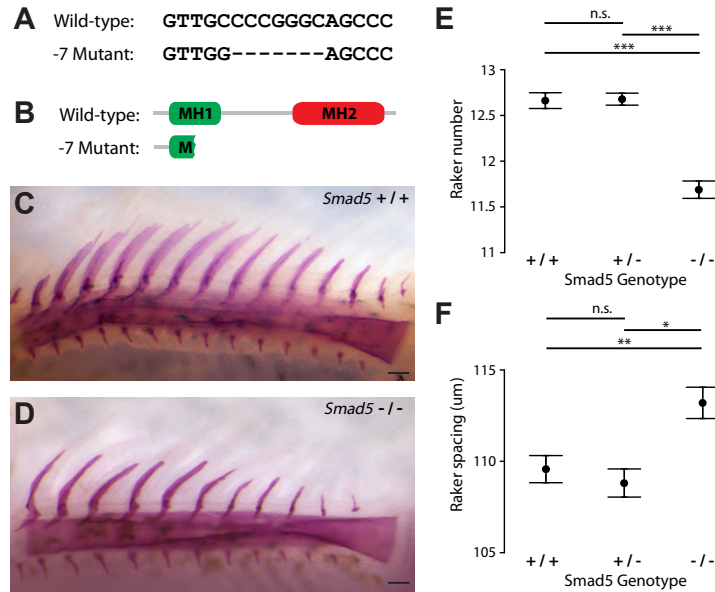 A
Wild-type: GTTGCCCCGGGCAGCCC
-7 Mutant: GTTGG-------AGCCC
B
Wild-type: MH1 MH2
-7 Mutant: M
C
Smad5 +/+
D
Smad5 -/-
E
n.s.
***
***
13
12.5
12
11.5
11
Raker number
+/+ +/- -/-
Smad5 Genotype
F
n.s.
*
**
115
110
105
Raker spacing (um)
+/+ +/- -/-
Smad5 Genotype